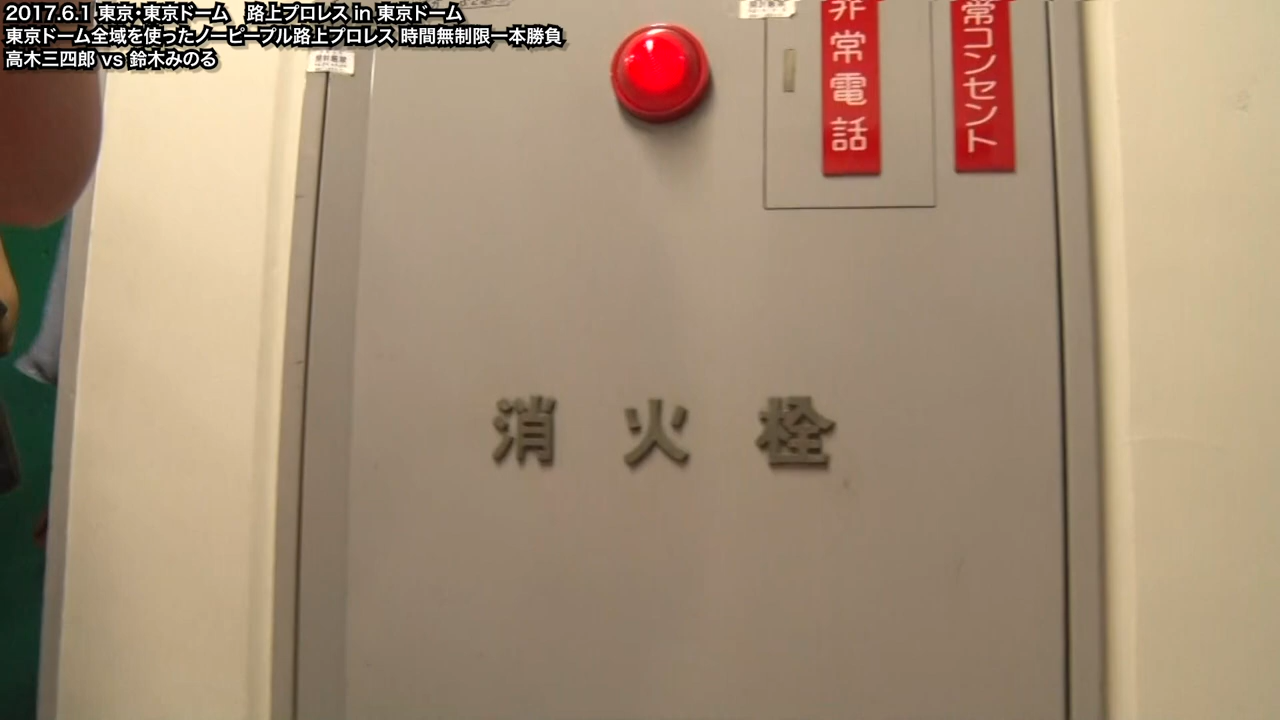 2017.6.1 東京・東京ドーム 路上プロレス in 東京ドーム
東京ドーム全域を使ったノーピープル路上プロレス 時間無制限一本勝負
高木三四郎 vs 鈴木みのる
非常電話
常コンセント
消火栓